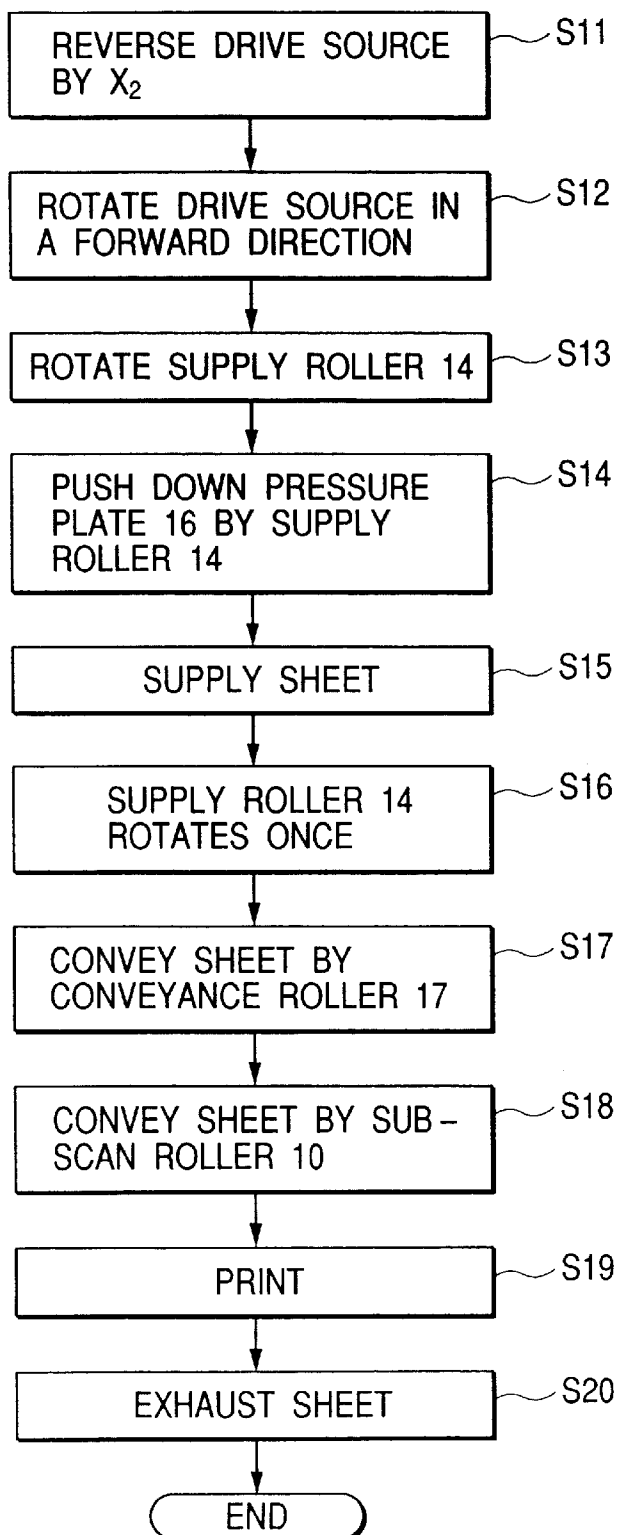 REVERSE DRIVE SOURCE
BY X₂
S11
ROTATE DRIVE SOURCE IN
A FORWARD DIRECTION
S12
ROTATE SUPPLY ROLLER 14
S13
PUSH DOWN PRESSURE
PLATE 16 BY SUPPLY
ROLLER 14
S14
SUPPLY SHEET
S15
SUPPLY ROLLER 14
ROTATES ONCE
S16
CONVEY SHEET BY
CONVEYANCE ROLLER 17
S17
CONVEY SHEET BY SUB-
SCAN ROLLER 10
S18
PRINT
S19
EXHAUST SHEET
S20
END